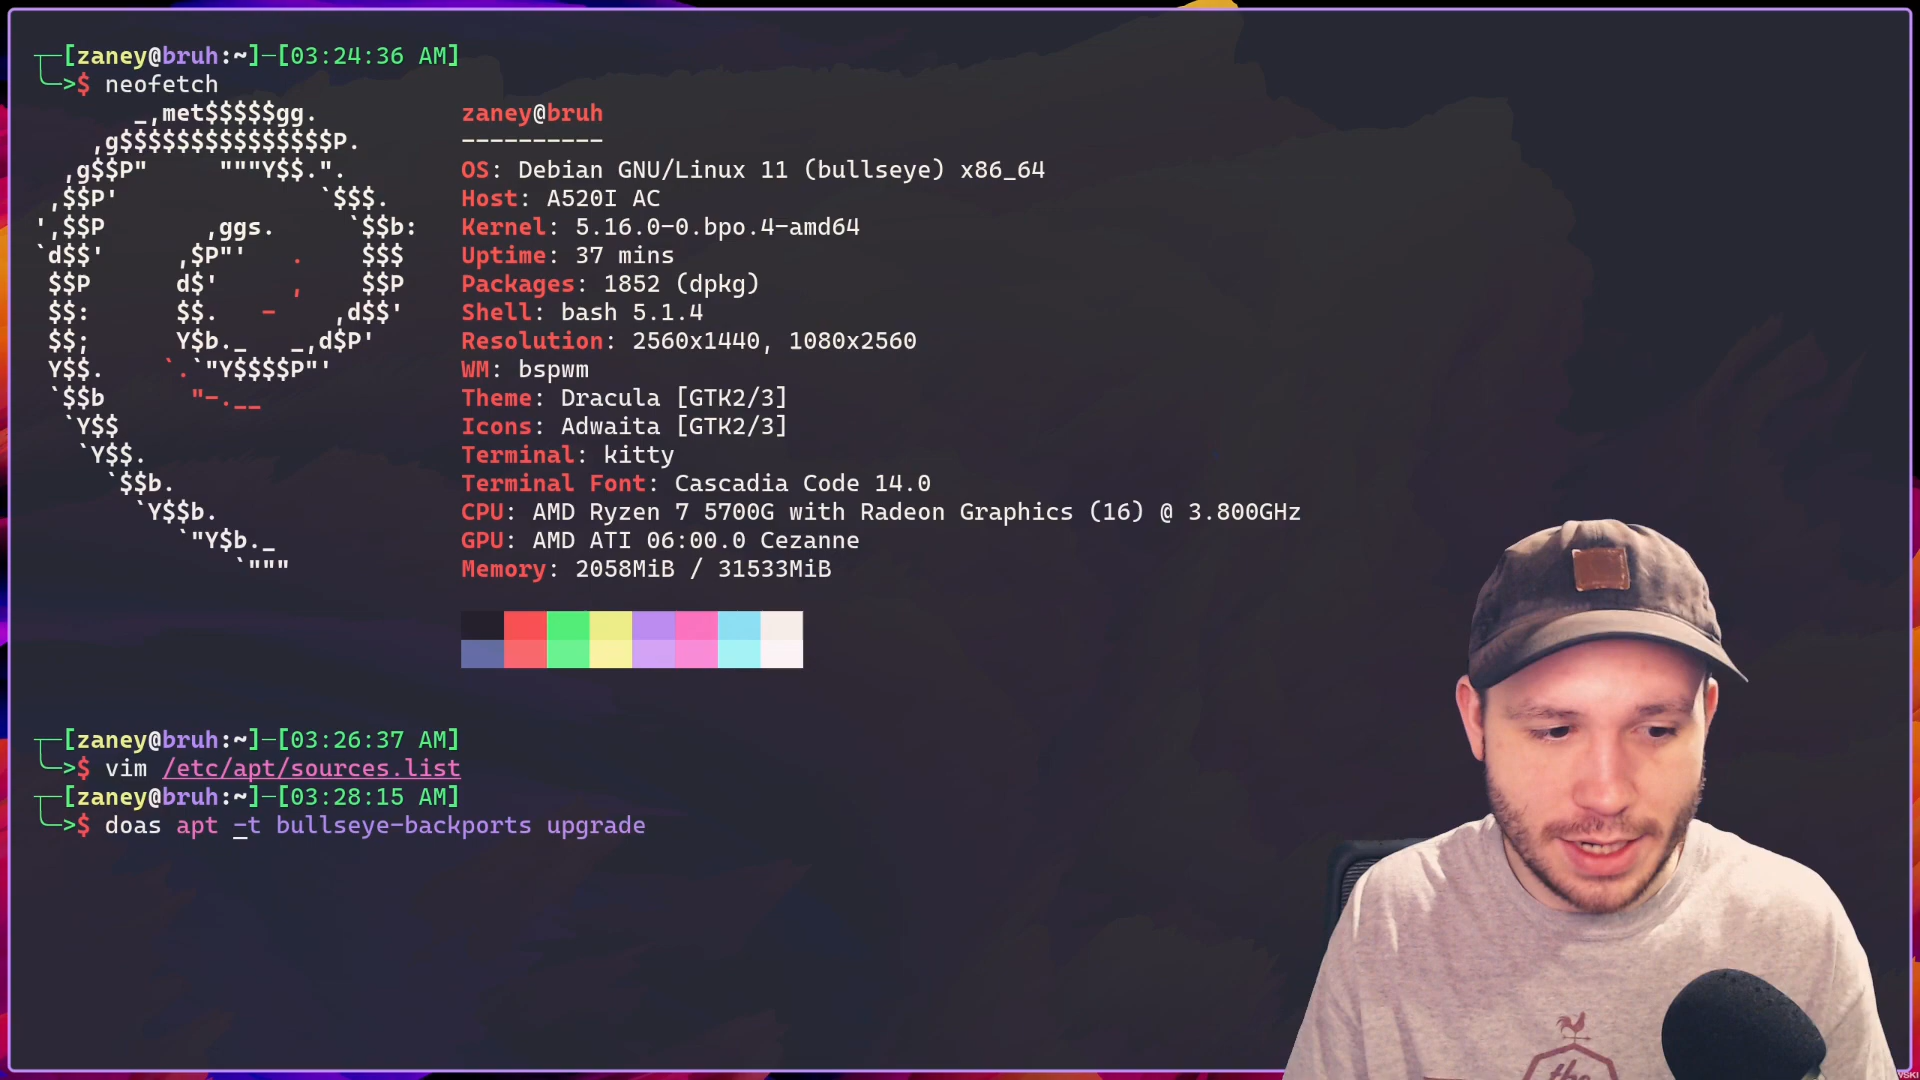 ┬─[zaney@bruh:~]─[03:24:36 AM]
╰─>$ neofetch
_,met$$$$$gg. zaney@bruh
,g$$$$$$$$$$$$$$$P. ----------
,g$$P" """Y$$.". OS: Debian GNU/Linux 11 (bullseye) x86_64
,$$P' `$$$. Host: A520I AC
',$$P ,ggs. `$$b: Kernel: 5.16.0-0.bpo.4-amd64
`d$$' ,$P"' . $$$ Uptime: 37 mins
$$P d$' , $$P Packages: 1852 (dpkg)
$$: $$. - ,d$$' Shell: bash 5.1.4
$$; Y$b._ _,d$P' Resolution: 2560x1440, 1080x2560
Y$$. `.`"Y$$$$P"' WM: bspwm
`$$b "-.__ Theme: Dracula [GTK2/3]
`Y$$ Icons: Adwaita [GTK2/3]
`Y$$. Terminal: kitty
`$$b. Terminal Font: Cascadia Code 14.0
`Y$$b. CPU: AMD Ryzen 7 5700G with Radeon Graphics (16) @ 3.800GHz
`"Y$b._ GPU: AMD ATI 06:00.0 Cezanne
`""" Memory: 2058MiB / 31533MiB
┬─[zaney@bruh:~]─[03:26:37 AM]
╰─>$ vim /etc/apt/sources.list
┬─[zaney@bruh:~]─[03:28:15 AM]
╰─>$ doas apt -t bullseye-backports upgrade
the